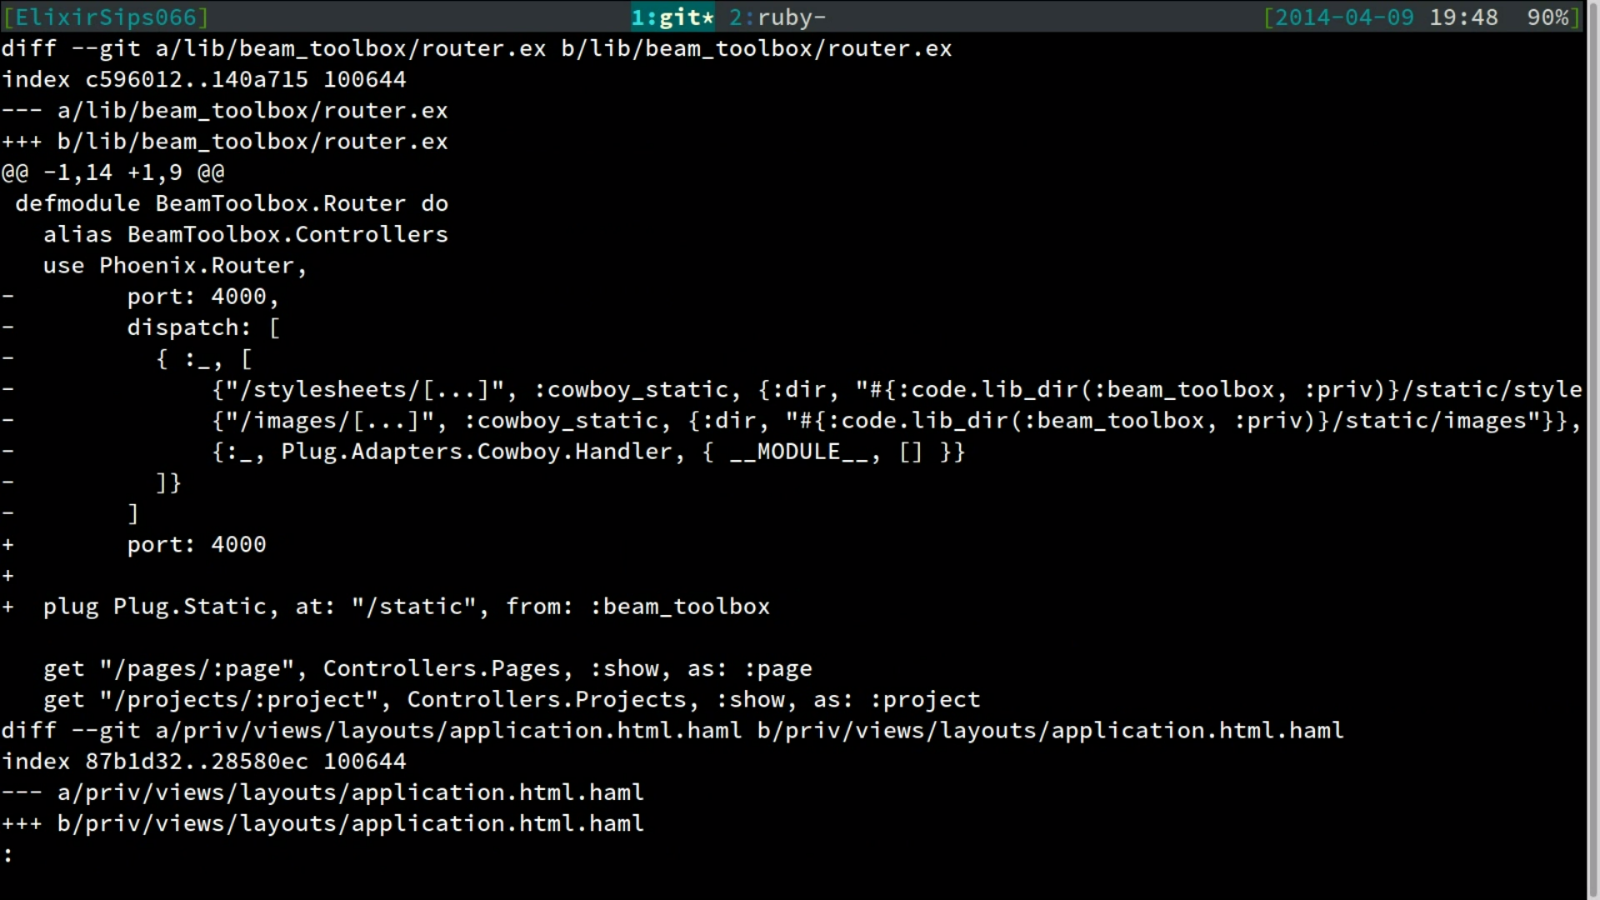 [ElixirSips066] 1:git* 2:ruby- [2014-04-09 19:48 90%]
diff --git a/lib/beam_toolbox/router.ex b/lib/beam_toolbox/router.ex
index c596012..140a715 100644
--- a/lib/beam_toolbox/router.ex
+++ b/lib/beam_toolbox/router.ex
@@ -1,14 +1,9 @@
 defmodule BeamToolbox.Router do
   alias BeamToolbox.Controllers
   use Phoenix.Router,
-        port: 4000,
-        dispatch: [
-          { :_, [
-              {"/stylesheets/[...]", :cowboy_static, {:dir, "#{:code.lib_dir(:beam_toolbox, :priv)}/static/style
-              {"/images/[...]", :cowboy_static, {:dir, "#{:code.lib_dir(:beam_toolbox, :priv)}/static/images"}},
-              {:_, Plug.Adapters.Cowboy.Handler, { __MODULE__, [] }}
-          ]}
-        ]
+        port: 4000
+
+  plug Plug.Static, at: "/static", from: :beam_toolbox

   get "/pages/:page", Controllers.Pages, :show, as: :page
   get "/projects/:project", Controllers.Projects, :show, as: :project
diff --git a/priv/views/layouts/application.html.haml b/priv/views/layouts/application.html.haml
index 87b1d32..28580ec 100644
--- a/priv/views/layouts/application.html.haml
+++ b/priv/views/layouts/application.html.haml
: